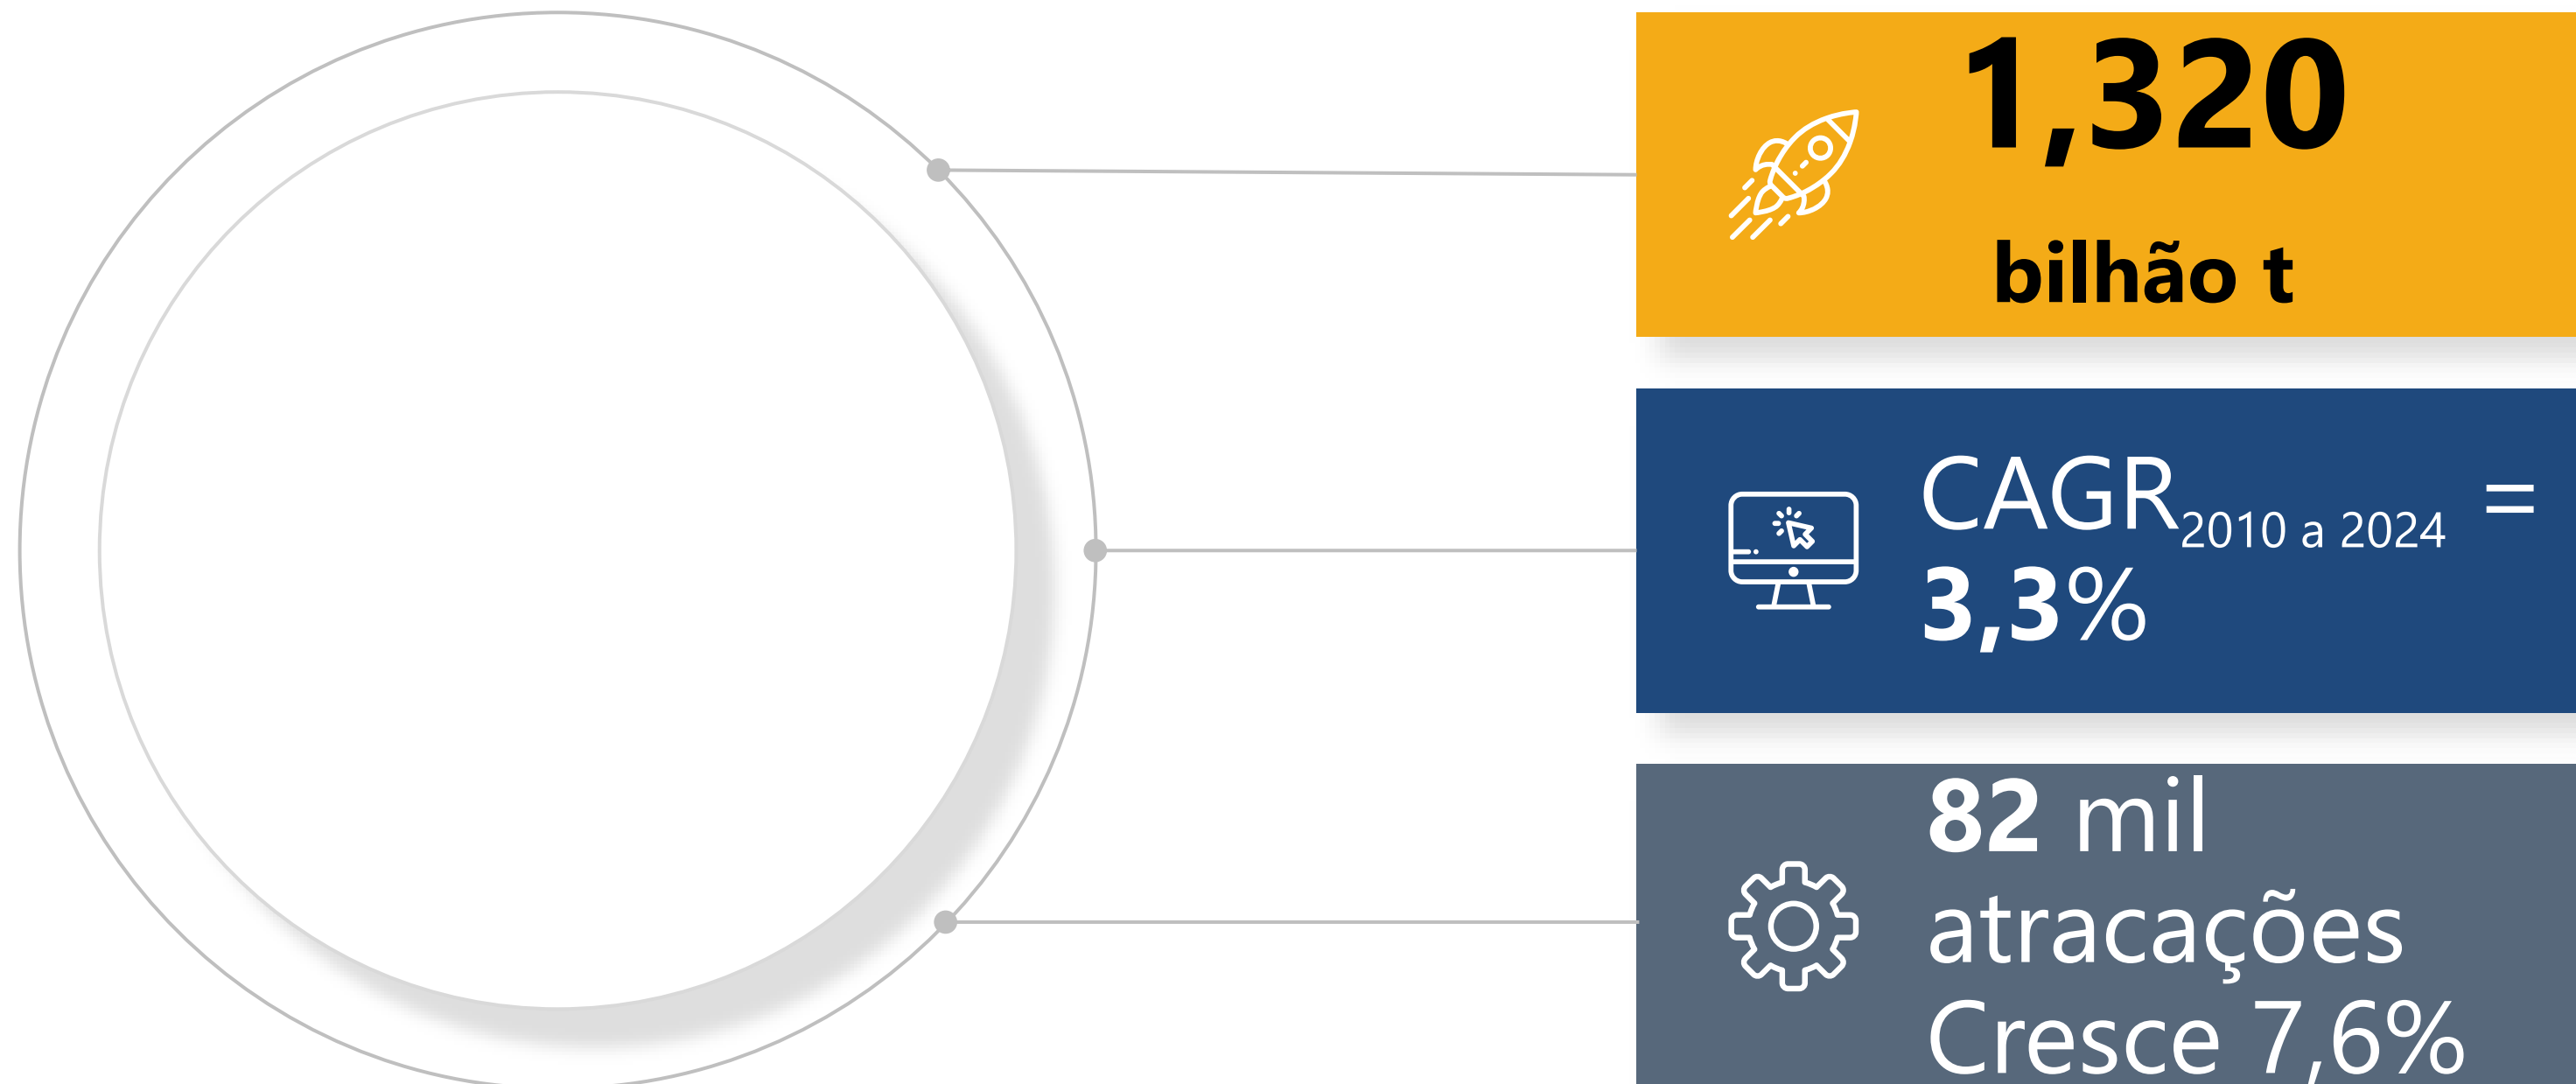 1,320
bilhão t
CAGR2010 a 2024 =
3,3%
82 mil
atracações
Cresce 7,6%